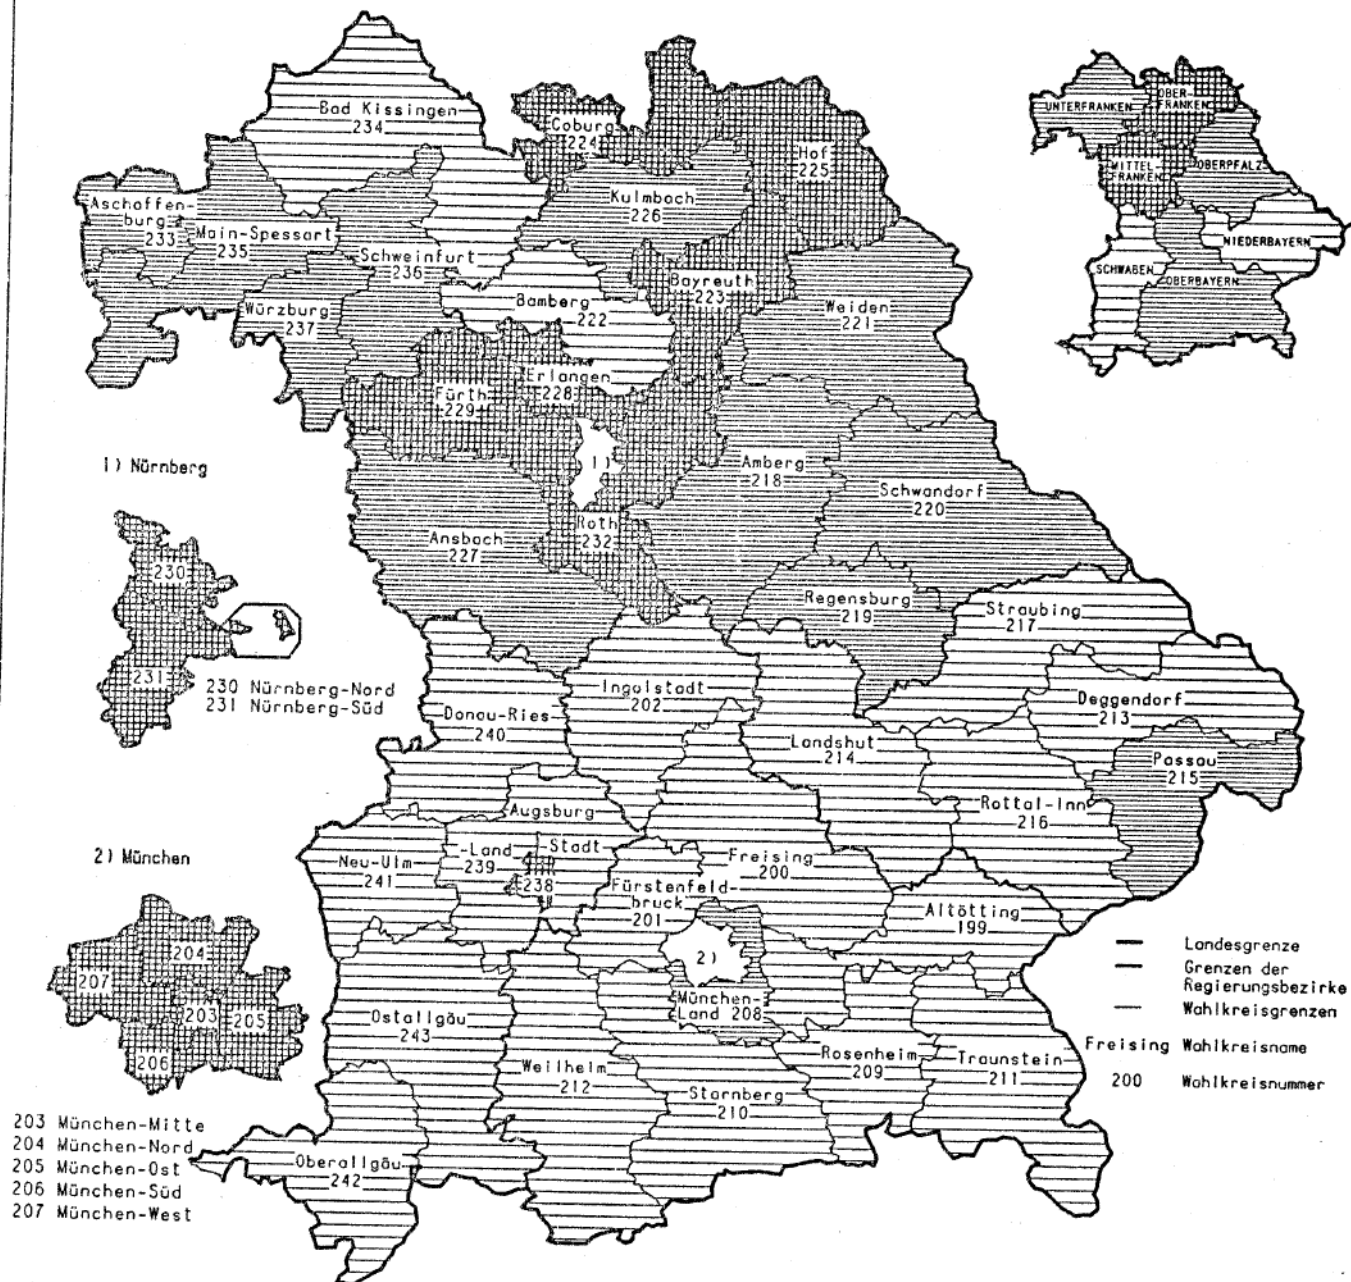 Bad Kissingen
234
Coburg
224
Hof
225
Kulmbach
226
Aschaffen-
burg
233
Main-Spessart
235
Schweinfurt
236
Bayreuth
223
Würzburg
237
Bamberg
222
Weiden
221
Erlangen
228
Fürth
229
1)
Amberg
218
Schwandorf
220
Ansbach
227
Roth
232
Regensburg
219
Straubing
217
Ingolstadt
202
Deggendorf
213
Donau-Ries
240
Landshut
214
Passau
215
Rottal-Inn
216
Augsburg
-Land
239
-Stadt
238
Neu-Ulm
241
Freising
200
Fürstenfeld-
bruck
201
Altötting
199
2)
München-
Land 208
Ostallgäu
243
Weilheim
212
Rosenheim
209
Traunstein
211
Starnberg
210
Oberallgäu
242
UNTERFRANKEN
OBER-
FRANKEN
MITTEL-
FRANKEN
OBERPFALZ
NIEDERBAYERN
SCHWABEN
OBERBAYERN
1) Nürnberg
230
231
230 Nürnberg-Nord
231 Nürnberg-Süd
2) München
204
207
203
205
206
203 München-Mitte
204 München-Nord
205 München-Ost
206 München-Süd
207 München-West
Landesgrenze
Grenzen der
Regierungsbezirke
Wahlkreisgrenzen
Freising Wahlkreisname
200 Wahlkreisnummer